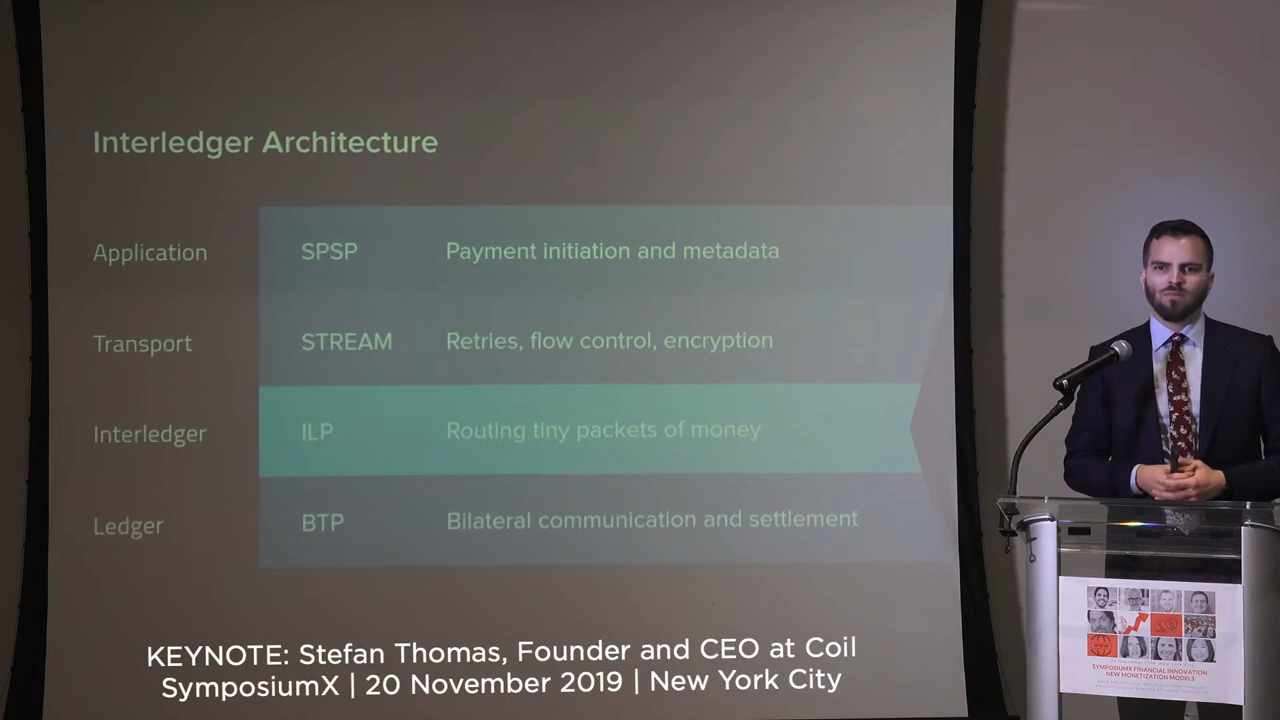 Interledger Architecture
Application SPSP Payment initiation and metadata
Transport STREAM Retries, flow control, encryption
Interledger ILP Routing tiny packets of money
Ledger BTP Bilateral communication and settlement
KEYNOTE: Stefan Thomas, Founder and CEO at Coil
SymposiumX | 20 November 2019 | New York City
WWW
SYMPOSIUMX FINANCIAL INNOVATION
NEW MONETIZATION MODELS